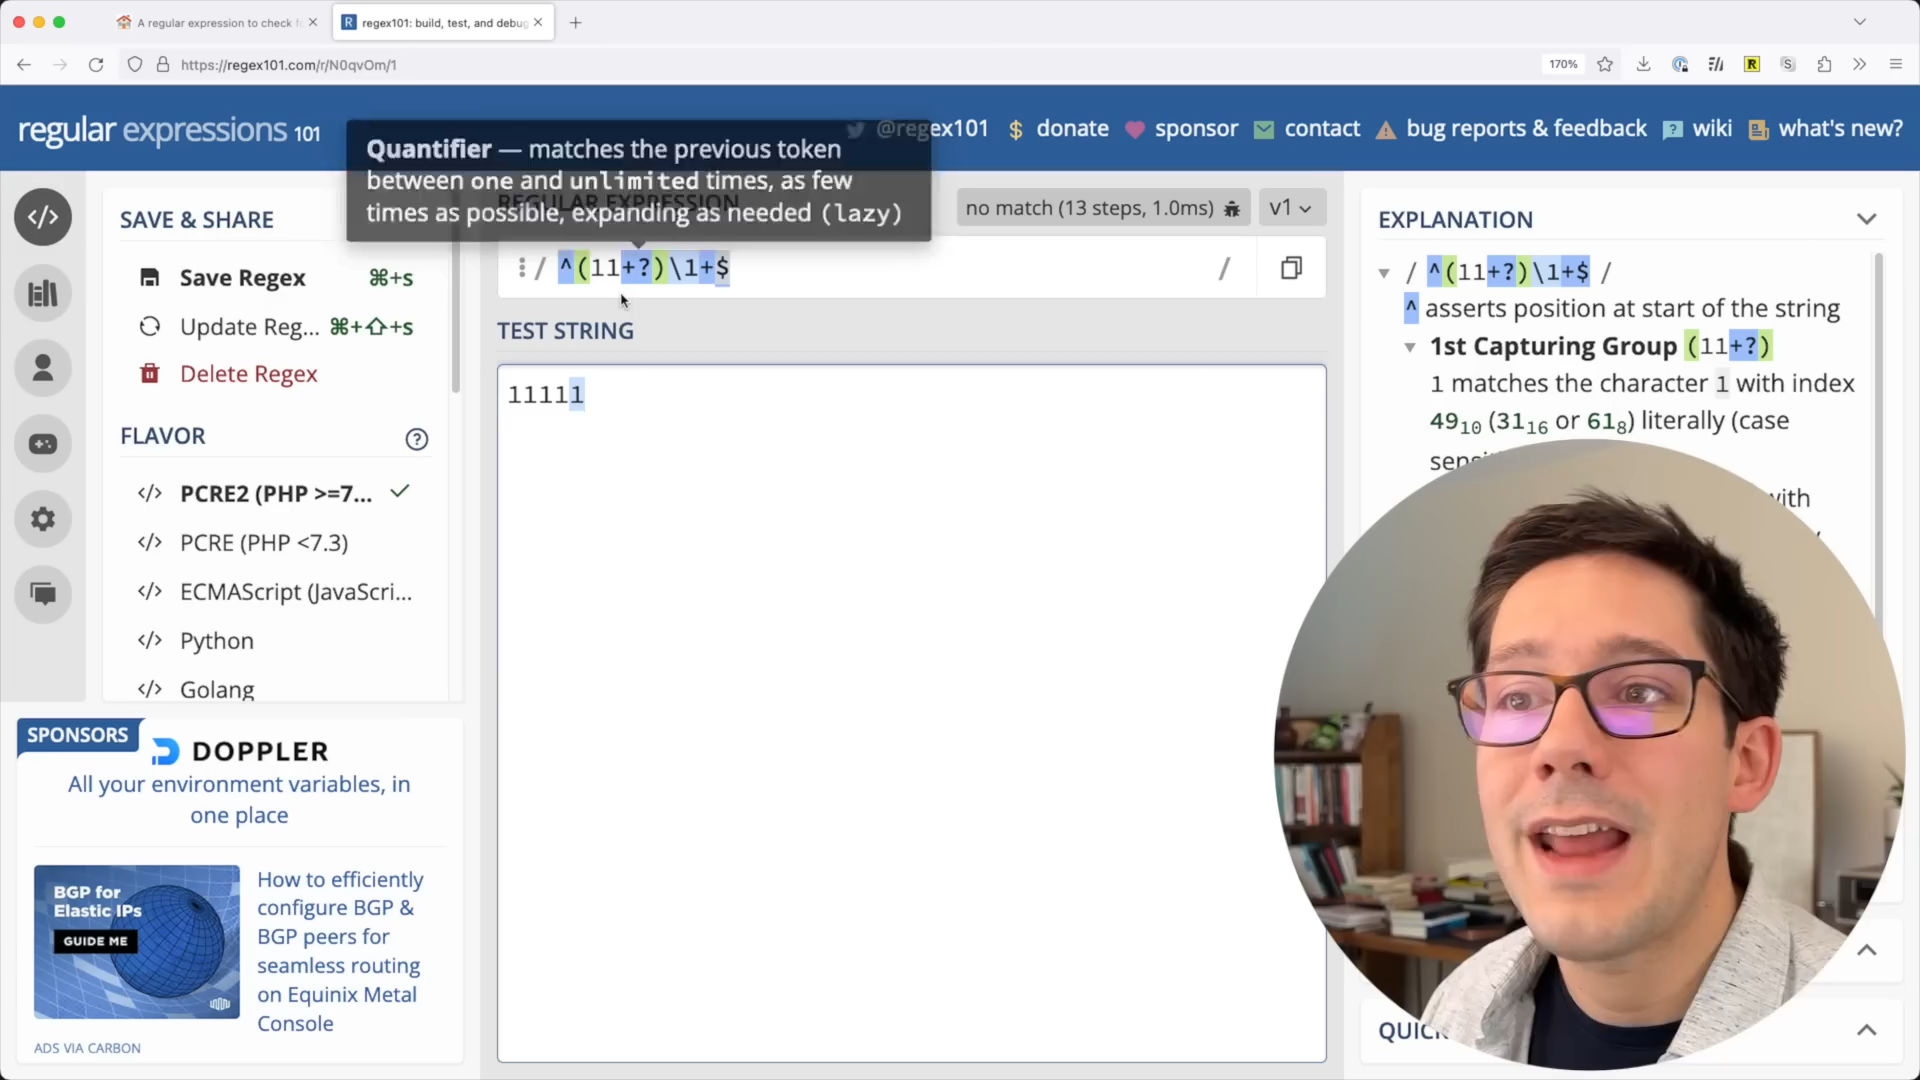 A regular expression to check
regex101: build, test, and debug
https://regex101.com/r/N0qvOm/1
170%
regular expressions 101
@regex101
donate
sponsor
contact
bug reports & feedback
wiki
what's new?
Quantifier — matches the previous token
between one and unlimited times, as few
times as possible, expanding as needed (lazy)
SAVE & SHARE
Save Regex ⌘+s
Update Reg... ⌘+⇧+s
Delete Regex
FLAVOR
PCRE2 (PHP >=7...
PCRE (PHP <7.3)
ECMAScript (JavaScri...
Python
Golang
SPONSORS
DOPPLER
All your environment variables, in
one place
BGP for
Elastic IPs
GUIDE ME
How to efficiently
configure BGP &
BGP peers for
seamless routing
on Equinix Metal
Console
ADS VIA CARBON
REGULAR EXPRESSION
no match (13 steps, 1.0ms)
v1
/ ^(11+?)\1+$ /
TEST STRING
11111
EXPLANATION
/ ^(11+?)\1+$ /
^ asserts position at start of the string
1st Capturing Group (11+?)
1 matches the character 1 with index
49₁₀ (31₁₆ or 61₈) literally (case